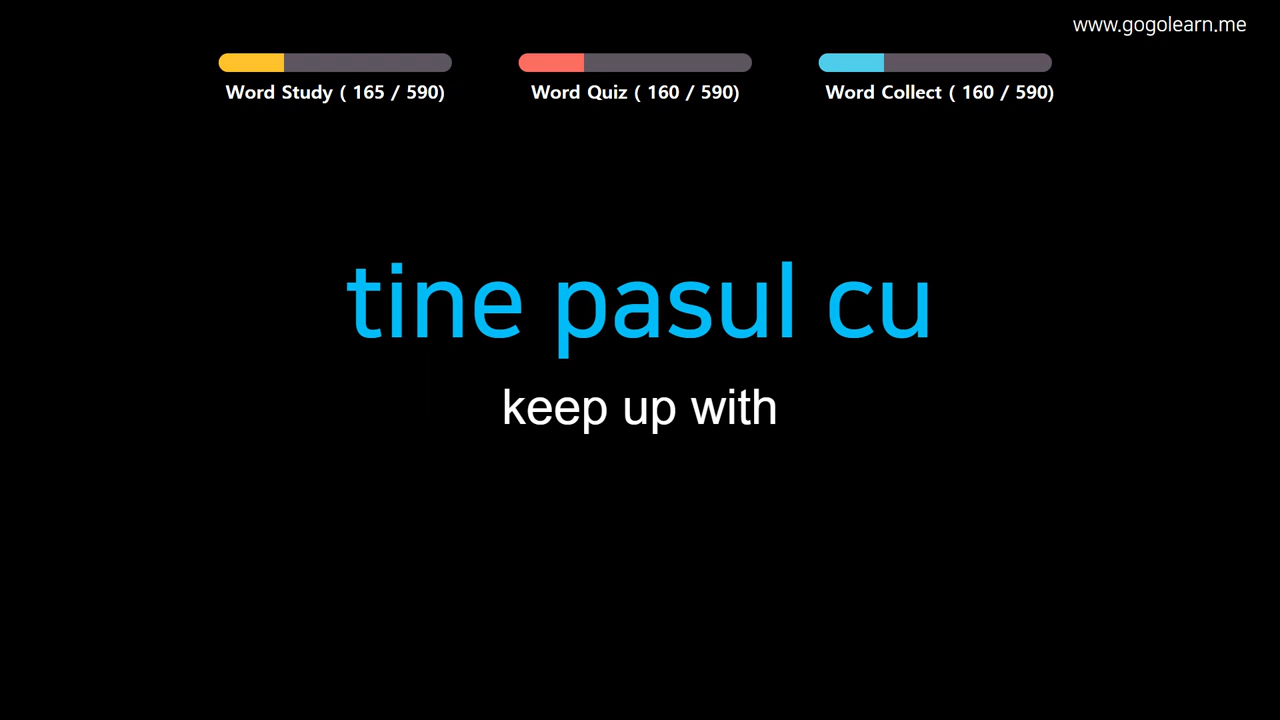 www.gogolearn.me
Word Study ( 165 / 590)
Word Quiz ( 160 / 590)
Word Collect ( 160 / 590)
tine pasul cu
keep up with